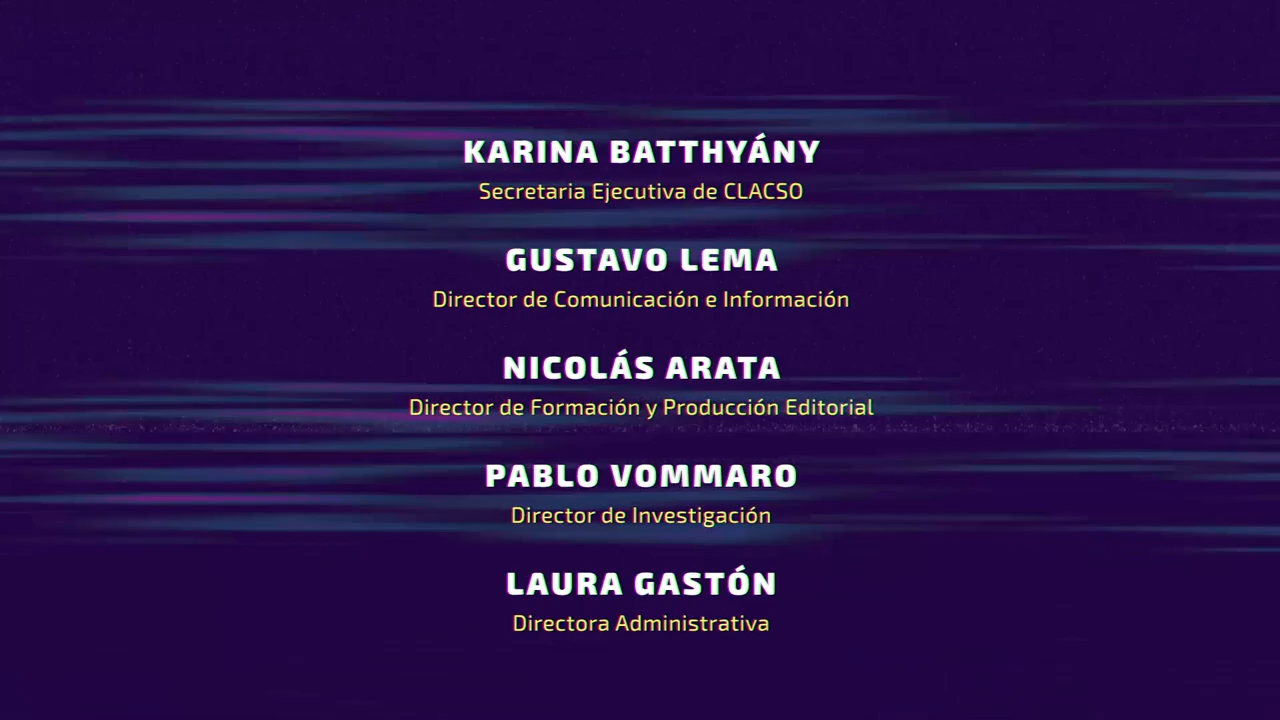 KARINA BATTHYÁNY
Secretaria Ejecutiva de CLACSO
GUSTAVO LEMA
Director de Comunicación e Información
NICOLÁS ARATA
Director de Formación y Producción Editorial
PABLO VOMMARO
Director de Investigación
LAURA GASTÓN
Directora Administrativa